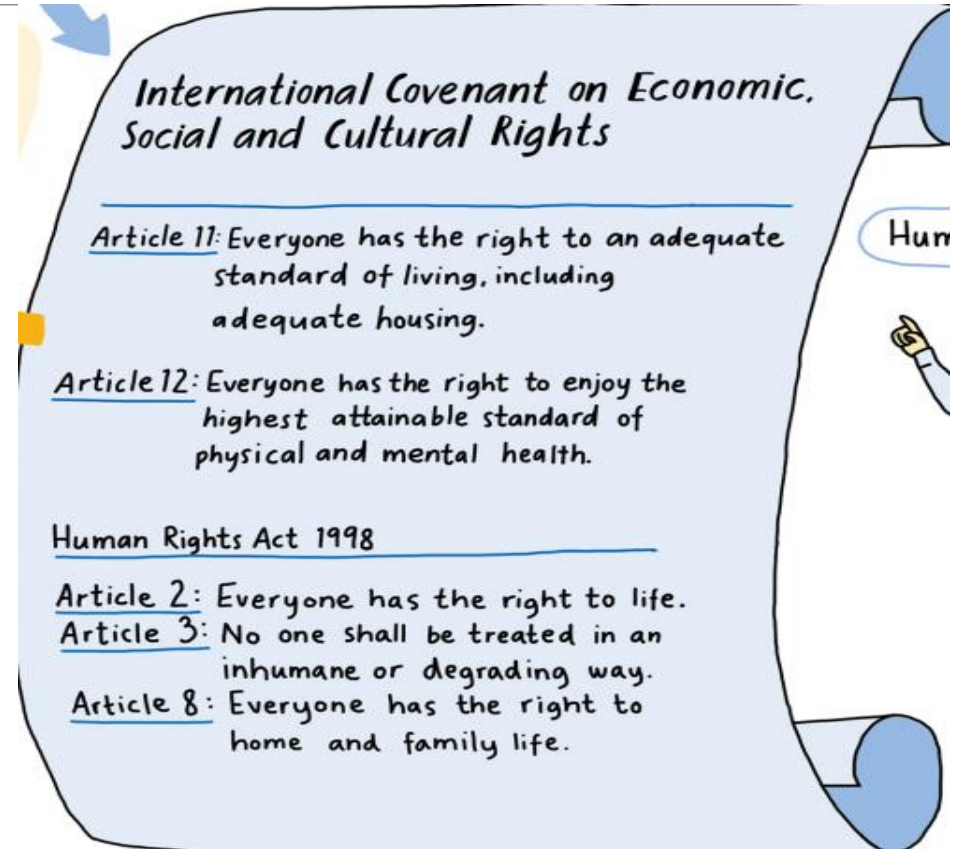 International Covenant on Economic.
Social and Cultural Rights
Article 11: Everyone has the right to an adequate
standard of living, including
adequate housing.
Article 12: Everyone has the right to enjoy the
highest attainable standard of
physical and mental health.
Human Rights Act 1998
Article 2: Everyone has the right to life.
Article 3: No one shall be treated in an
inhumane or degrading way.
Article 8: Everyone has the right to
home and family life.